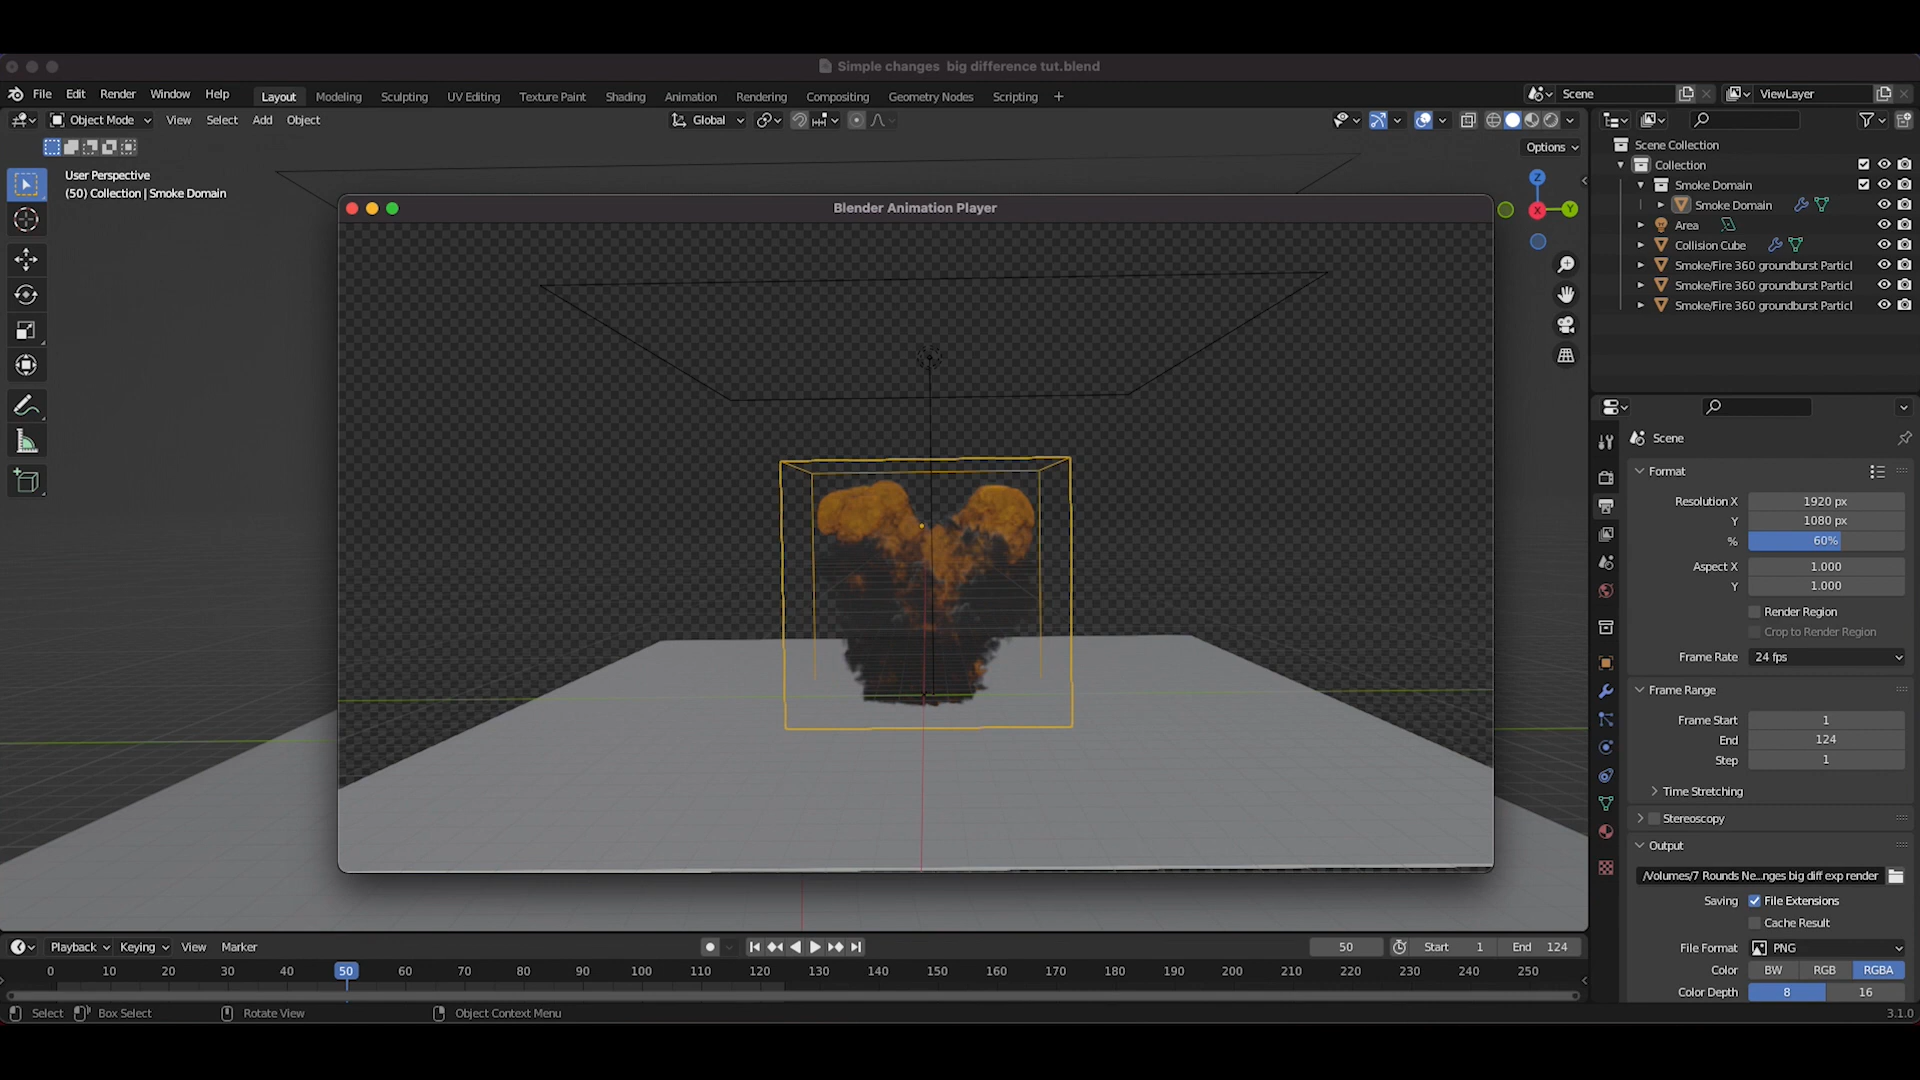 Simple changes  big difference tut.blend
File Edit Render Window Help Layout Modeling Sculpting UV Editing Texture Paint Shading Animation Rendering Compositing Geometry Nodes Scripting + Scene ViewLayer
Object Mode View Select Add Object Global
Options
User Perspective
(50) Collection | Smoke Domain
Blender Animation Player
Z
X
Y
Scene Collection
Collection
Smoke Domain
Smoke Domain
Area
Collision Cube
Smoke/Fire 360 groundburst Particl
Smoke/Fire 360 groundburst Particl
Smoke/Fire 360 groundburst Particl
Scene
Format
Resolution X 1920 px
Y 1080 px
% 60%
Aspect X 1.000
Y 1.000
Render Region
Crop to Render Region
Frame Rate 24 fps
Frame Range
Frame Start 1
End 124
Step 1
Time Stretching
Stereoscopy
Output
/Volumes/7 Rounds Ne...nges big diff exp render
Saving File Extensions
Cache Result
File Format PNG
Color BW RGB RGBA
Color Depth 8 16
Playback Keying View Marker 50 Start 1 End 124
0 10 20 30 40 50 60 70 80 90 100 110 120 130 140 150 160 170 180 190 200 210 220 230 240 250
Select Box Select Rotate View Object Context Menu 3.1.0